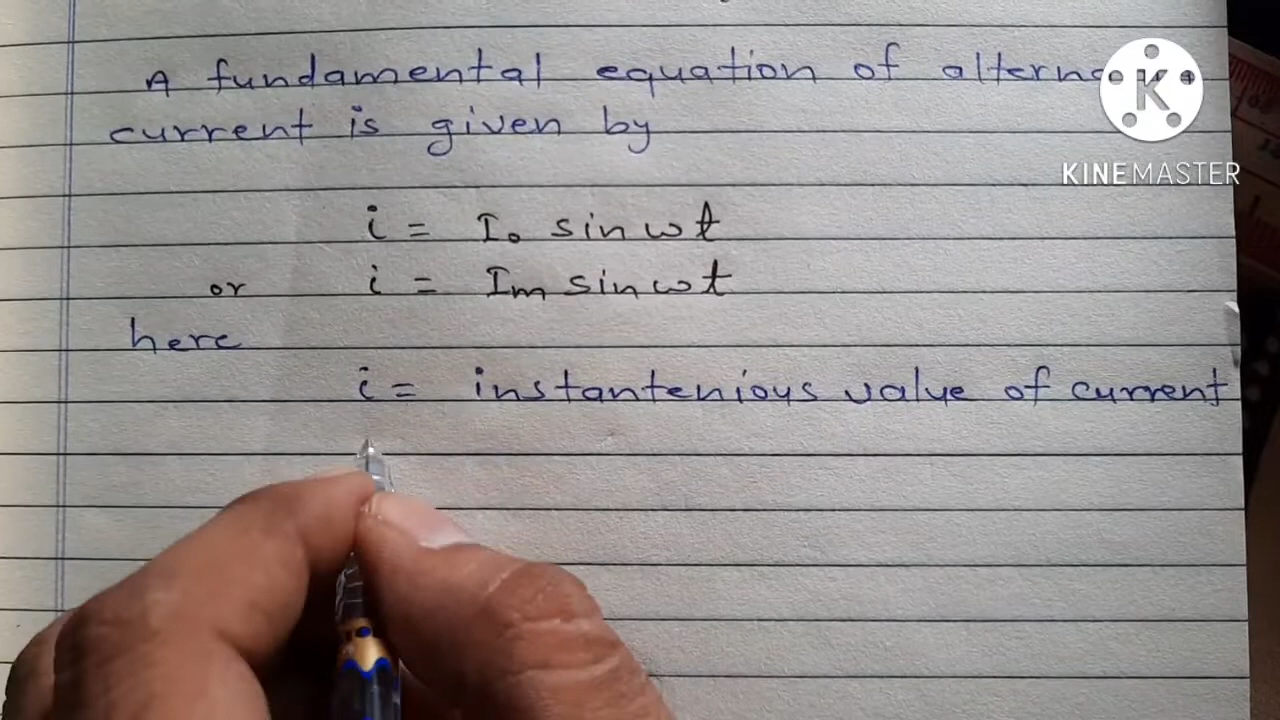 A fundamental equation of
current is given by
i = I₀ sin ωt
or i = Im sin ωt
here
i = instantenious value of current
K
KINEMASTER